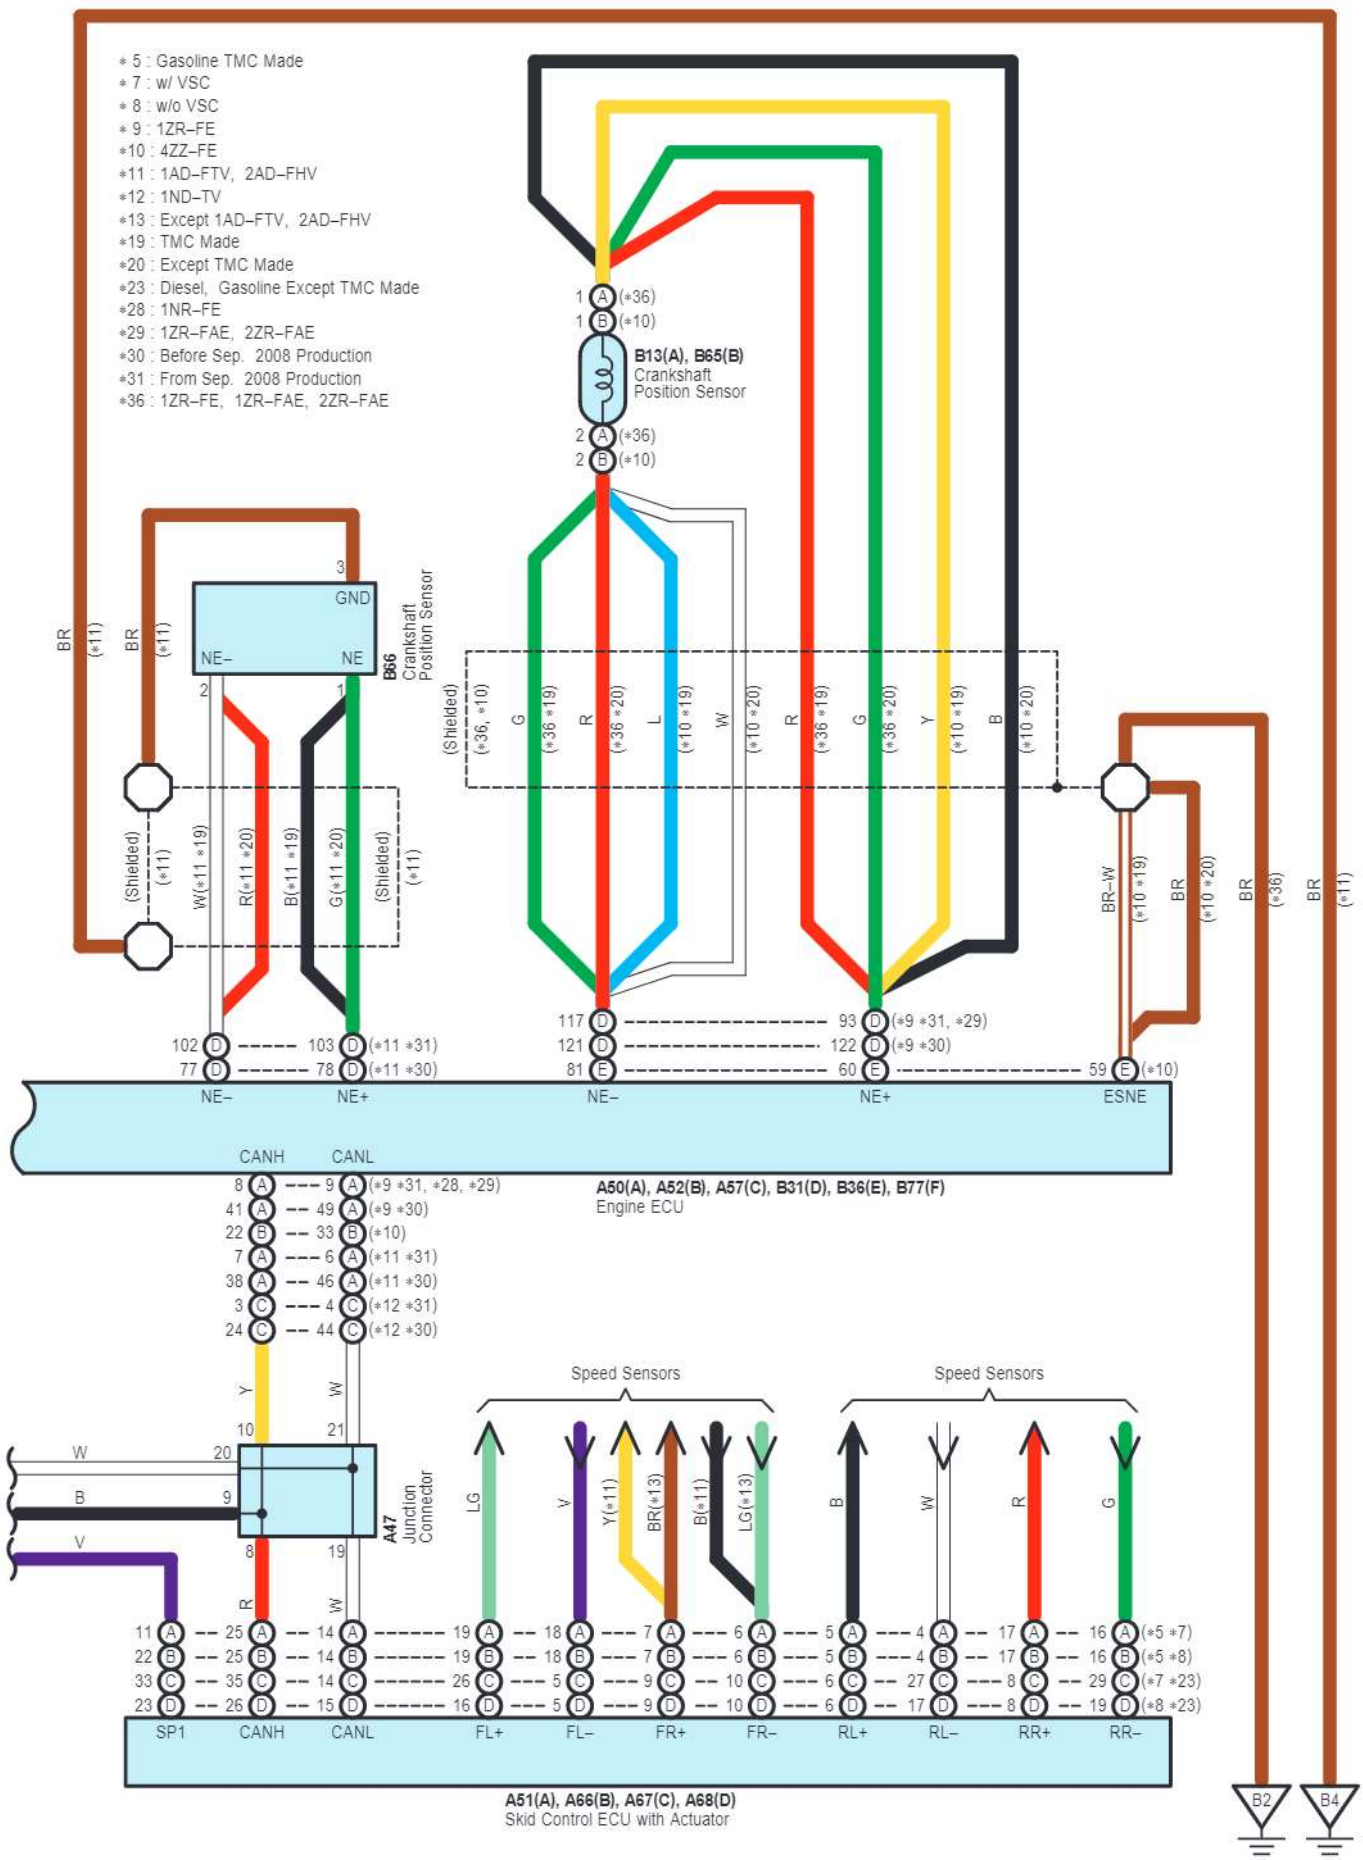 ∗ 5 : Gasoline TMC Made
∗ 7 : w/ VSC
∗ 8 : w/o VSC
∗ 9 : 1ZR–FE
∗10 : 4ZZ–FE
∗11 : 1AD–FTV, 2AD–FHV
∗12 : 1ND–TV
∗13 : Except 1AD–FTV, 2AD–FHV
∗19 : TMC Made
∗20 : Except TMC Made
∗23 : Diesel, Gasoline Except TMC Made
∗28 : 1NR–FE
∗29 : 1ZR–FAE, 2ZR–FAE
∗30 : Before Sep. 2008 Production
∗31 : From Sep. 2008 Production
∗36 : 1ZR–FE, 1ZR–FAE, 2ZR–FAE
1 A (∗36)
1 B (∗10)
B13(A), B65(B)
Crankshaft
Position Sensor
2 A (∗36)
2 B (∗10)
3
GND
NE– NE
B66
Crankshaft
Position Sensor
2 1
BR
(∗11)
BR
(∗11)
(Shielded)
(∗11)
W(∗11 ∗19)
R(∗11 ∗20)
B(∗11 ∗19)
G(∗11 ∗20)
(Shielded)
(∗11)
(Shielded)
(∗36, ∗10)
G
(∗36 ∗19)
R
(∗36 ∗20)
L
(∗10 ∗19)
W
(∗10 ∗20)
R
(∗36 ∗19)
G
(∗36 ∗20)
Y
(∗10 ∗19)
B
(∗10 ∗20)
BR–W
(∗10 ∗19)
BR
(∗10 ∗20)
BR
(∗36)
BR
(∗11)
117 D 93 D (∗9 ∗31, ∗29)
102 D 103 D (∗11 ∗31) 121 D 122 D (∗9 ∗30)
77 D 78 D (∗11 ∗30) 81 E 60 E 59 E (∗10)
NE– NE+ NE– NE+ ESNE
CANH CANL
A50(A), A52(B), A57(C), B31(D), B36(E), B77(F)
Engine ECU
8 A 9 A (∗9 ∗31, ∗28, ∗29)
41 A 49 A (∗9 ∗30)
22 B 33 B (∗10)
7 A 6 A (∗11 ∗31)
38 A 46 A (∗11 ∗30)
3 C 4 C (∗12 ∗31)
24 C 44 C (∗12 ∗30)
Y W
10 21
W 20
B 9
V
8 19
A47
Junction
Connector
R W
Speed Sensors Speed Sensors
LG
V
Y(∗11)
BR(∗13)
B(∗11)
LG(∗13)
B
W
R
G
11 A 25 A 14 A 19 A 18 A 7 A 6 A 5 A 4 A 17 A 16 A (∗5 ∗7)
22 B 25 B 14 B 19 B 18 B 7 B 6 B 5 B 4 B 17 B 16 B (∗5 ∗8)
33 C 35 C 14 C 26 C 5 C 9 C 10 C 6 C 27 C 8 C 29 C (∗7 ∗23)
23 D 26 D 15 D 16 D 5 D 9 D 10 D 6 D 17 D 8 D 19 D (∗8 ∗23)
SP1 CANH CANL FL+ FL– FR+ FR– RL+ RL– RR+ RR–
A51(A), A66(B), A67(C), A68(D)
Skid Control ECU with Actuator
B2 B4